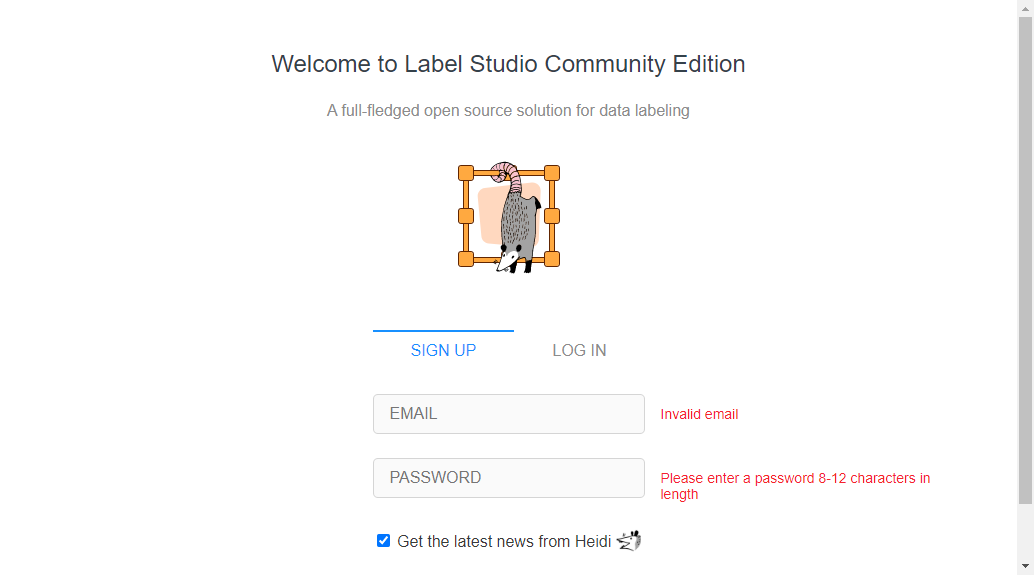 Welcome to Label Studio Community Edition
A full-fledged open source solution for data labeling
SIGN UP
LOG IN
EMAIL
Invalid email
PASSWORD
Please enter a password 8-12 characters in
length
Get the latest news from Heidi